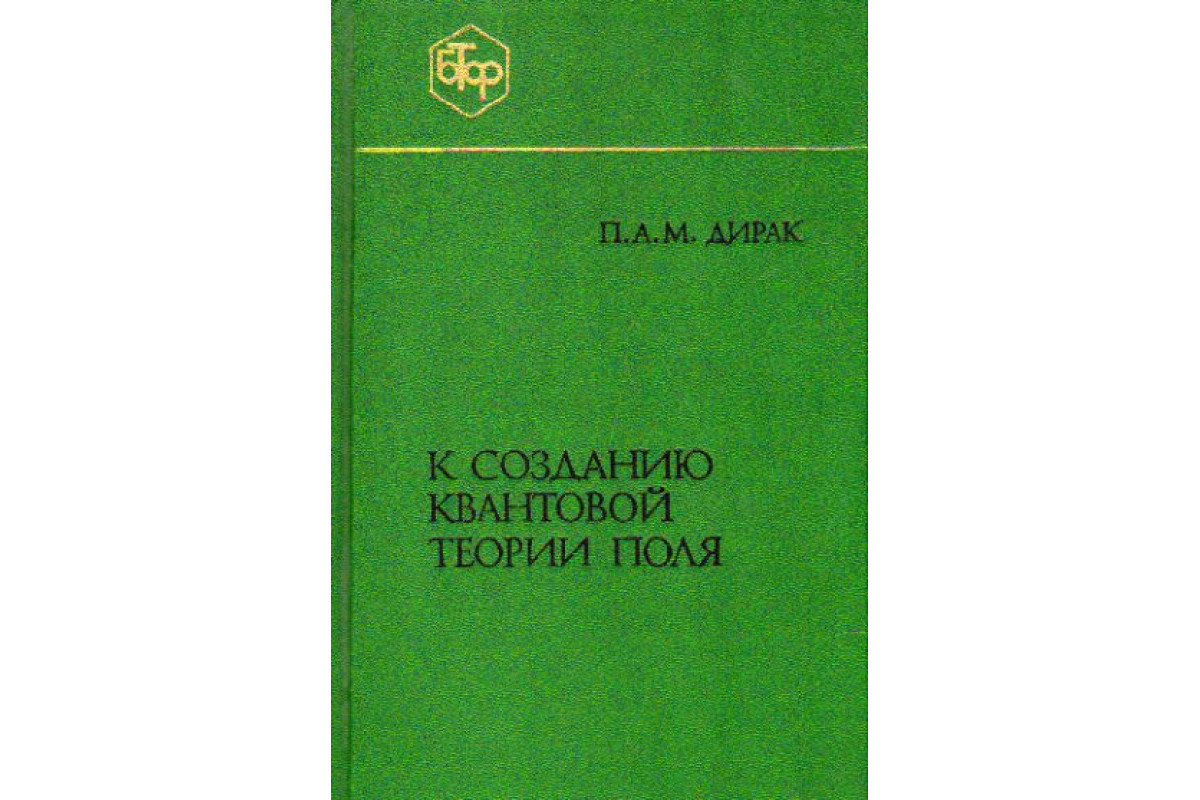 БТФ
П.А.М. ДИРАК
К СОЗДАНИЮ
КВАНТОВОЙ
ТЕОРИИ ПОЛЯ